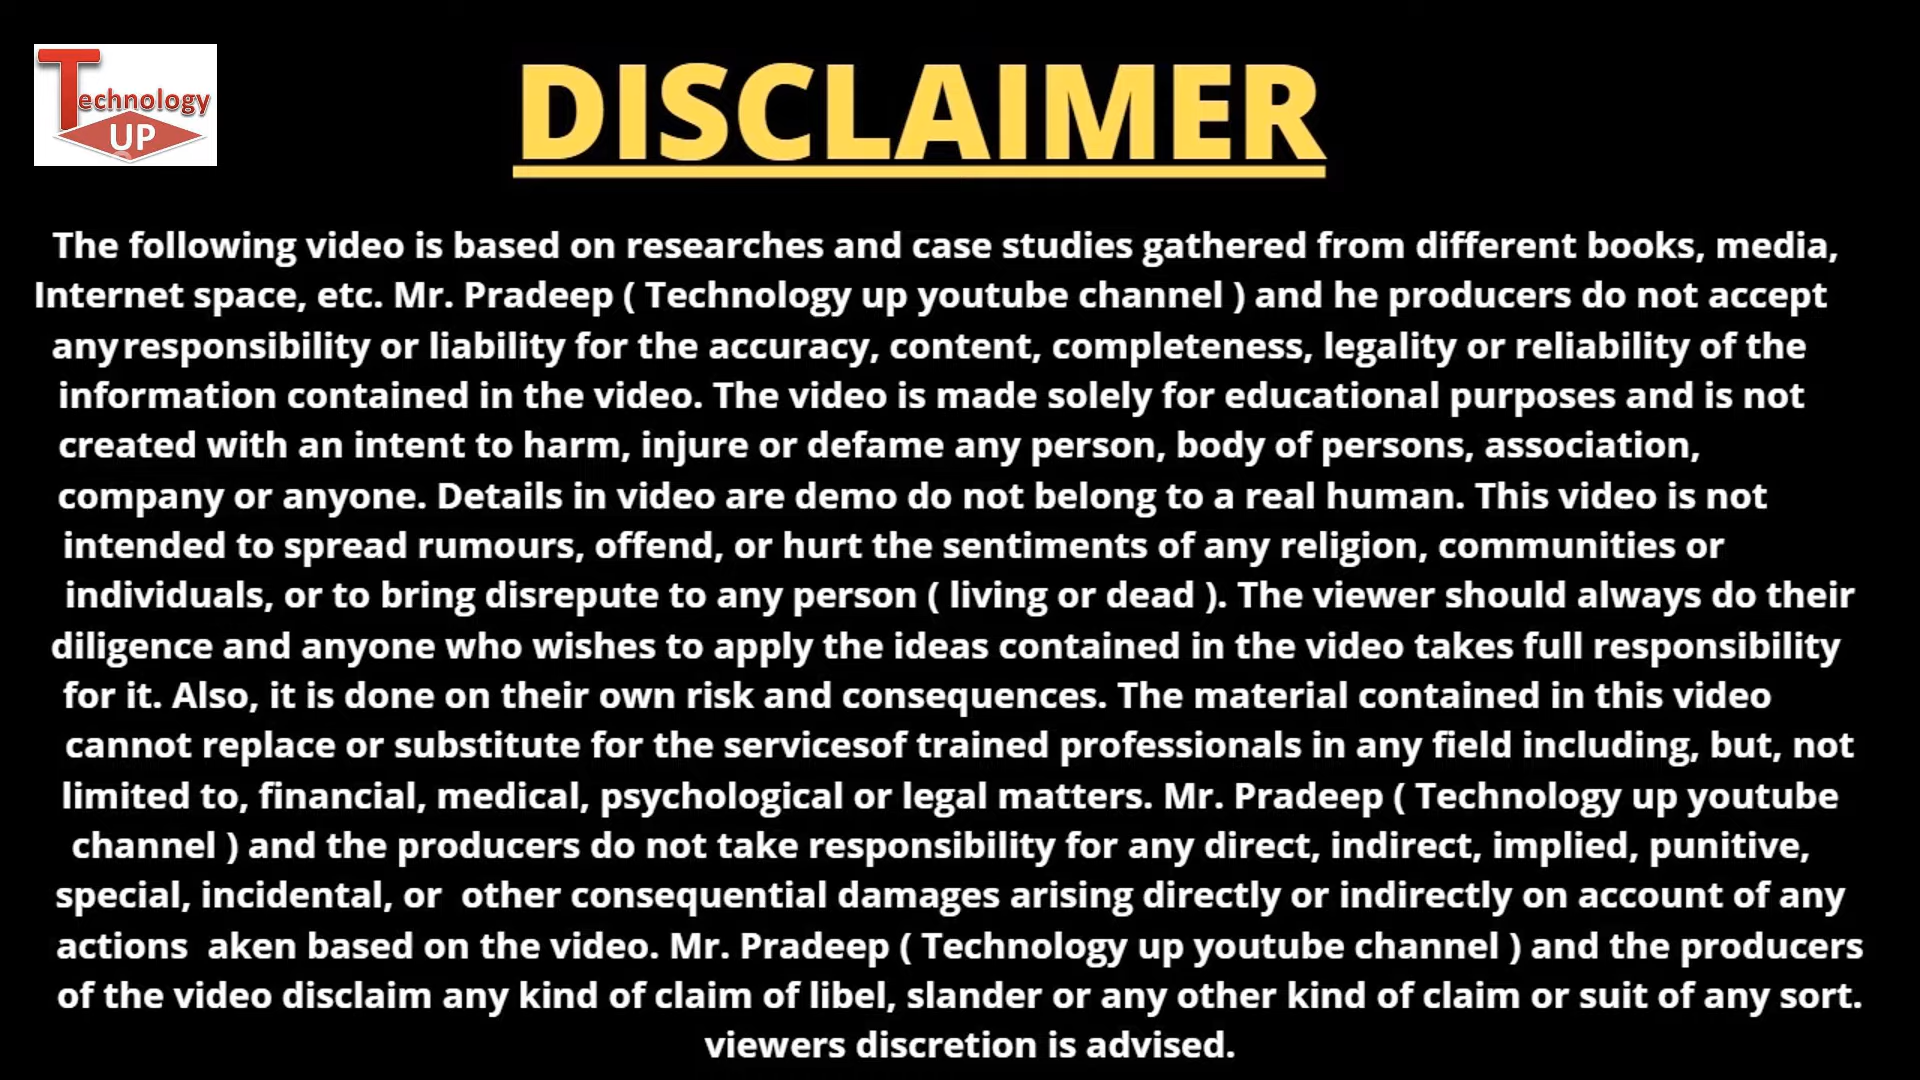 Technology
UP
DISCLAIMER
The following video is based on researches and case studies gathered from different books, media,
Internet space, etc. Mr. Pradeep ( Technology up youtube channel ) and he producers do not accept
any responsibility or liability for the accuracy, content, completeness, legality or reliability of the
information contained in the video. The video is made solely for educational purposes and is not
created with an intent to harm, injure or defame any person, body of persons, association,
company or anyone. Details in video are demo do not belong to a real human. This video is not
intended to spread rumours, offend, or hurt the sentiments of any religion, communities or
individuals, or to bring disrepute to any person ( living or dead ). The viewer should always do their
diligence and anyone who wishes to apply the ideas contained in the video takes full responsibility
for it. Also, it is done on their own risk and consequences. The material contained in this video
cannot replace or substitute for the servicesof trained professionals in any field including, but, not
limited to, financial, medical, psychological or legal matters. Mr. Pradeep ( Technology up youtube
channel ) and the producers do not take responsibility for any direct, indirect, implied, punitive,
special, incidental, or  other consequential damages arising directly or indirectly on account of any
actions  aken based on the video. Mr. Pradeep ( Technology up youtube channel ) and the producers
of the video disclaim any kind of claim of libel, slander or any other kind of claim or suit of any sort.
viewers discretion is advised.